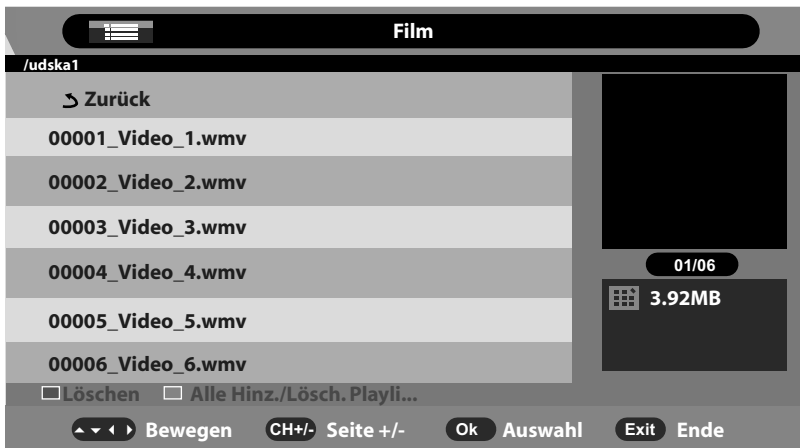 Film
/udska1
Zurück
00001_Video_1.wmv
00002_Video_2.wmv
00003_Video_3.wmv
00004_Video_4.wmv
00005_Video_5.wmv
00006_Video_6.wmv
01/06
3.92MB
Löschen Alle Hinz./Lösch. Playli...
Bewegen CH+/- Seite +/- Ok Auswahl Exit Ende